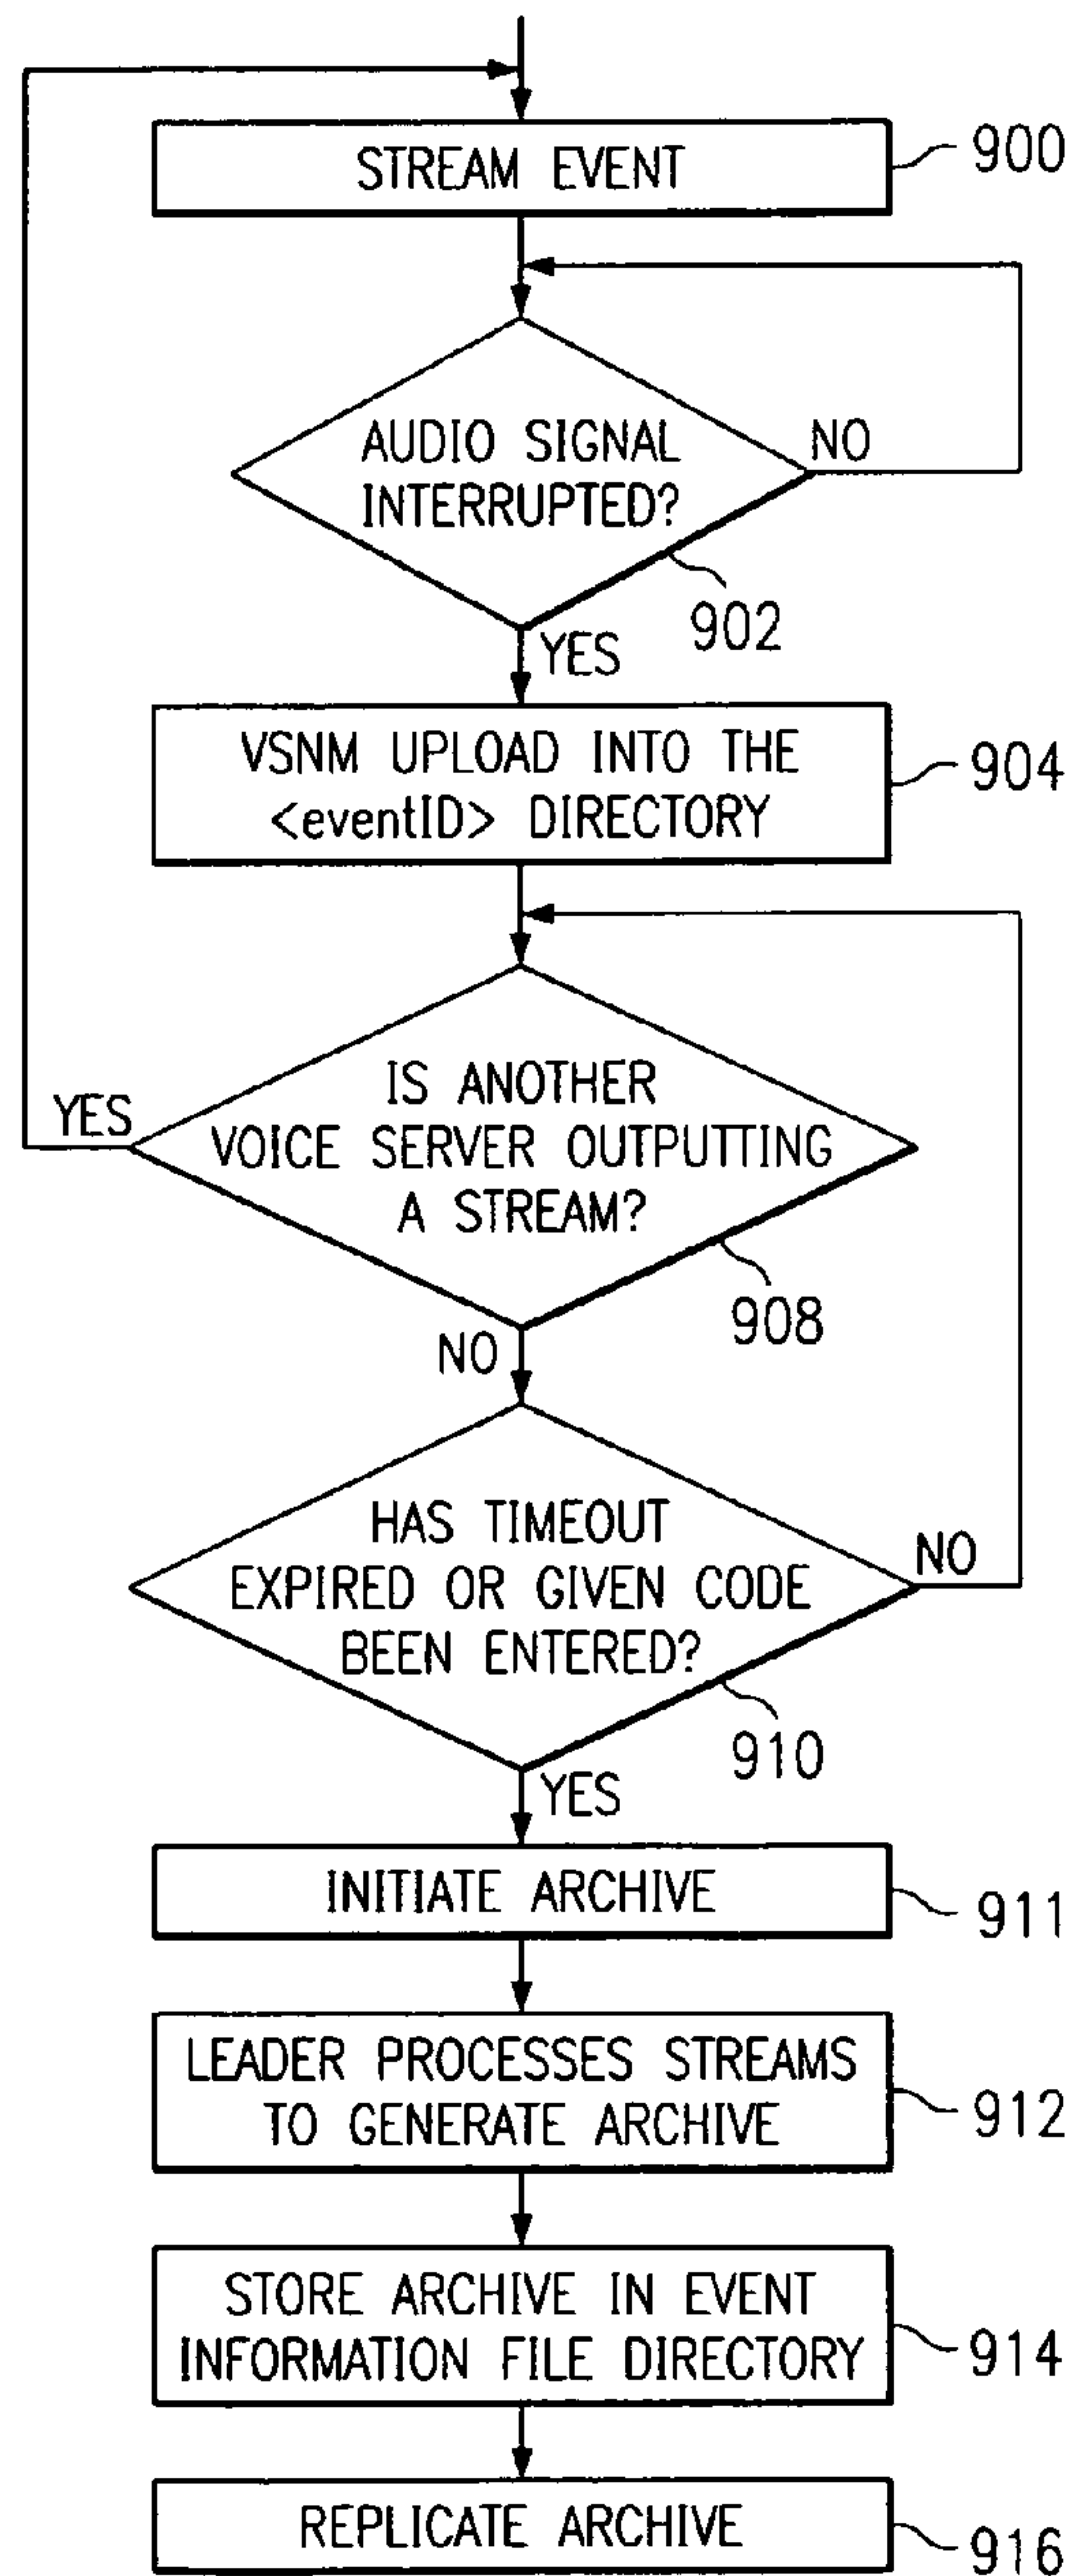 STREAM EVENT
900
AUDIO SIGNAL
INTERRUPTED?
NO
902
YES
VSNM UPLOAD INTO THE
<eventID> DIRECTORY
904
IS ANOTHER
VOICE SERVER OUTPUTTING
A STREAM?
YES
908
NO
HAS TIMEOUT
EXPIRED OR GIVEN CODE
BEEN ENTERED?
NO
910
YES
INITIATE ARCHIVE
911
LEADER PROCESSES STREAMS
TO GENERATE ARCHIVE
912
STORE ARCHIVE IN EVENT
INFORMATION FILE DIRECTORY
914
REPLICATE ARCHIVE
916